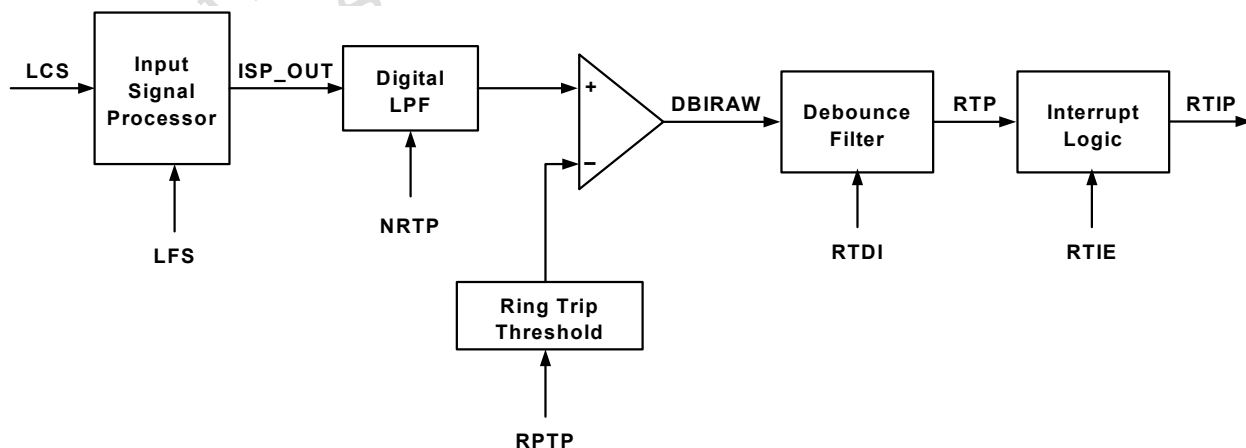 LCS
Input
Signal
Processor
ISP_OUT
Digital
LPF
+
−
DBIRAW
Debounce
Filter
RTP
Interrupt
Logic
RTIP
LFS
NRTP
RTDI
RTIE
Ring Trip
Threshold
RPTP